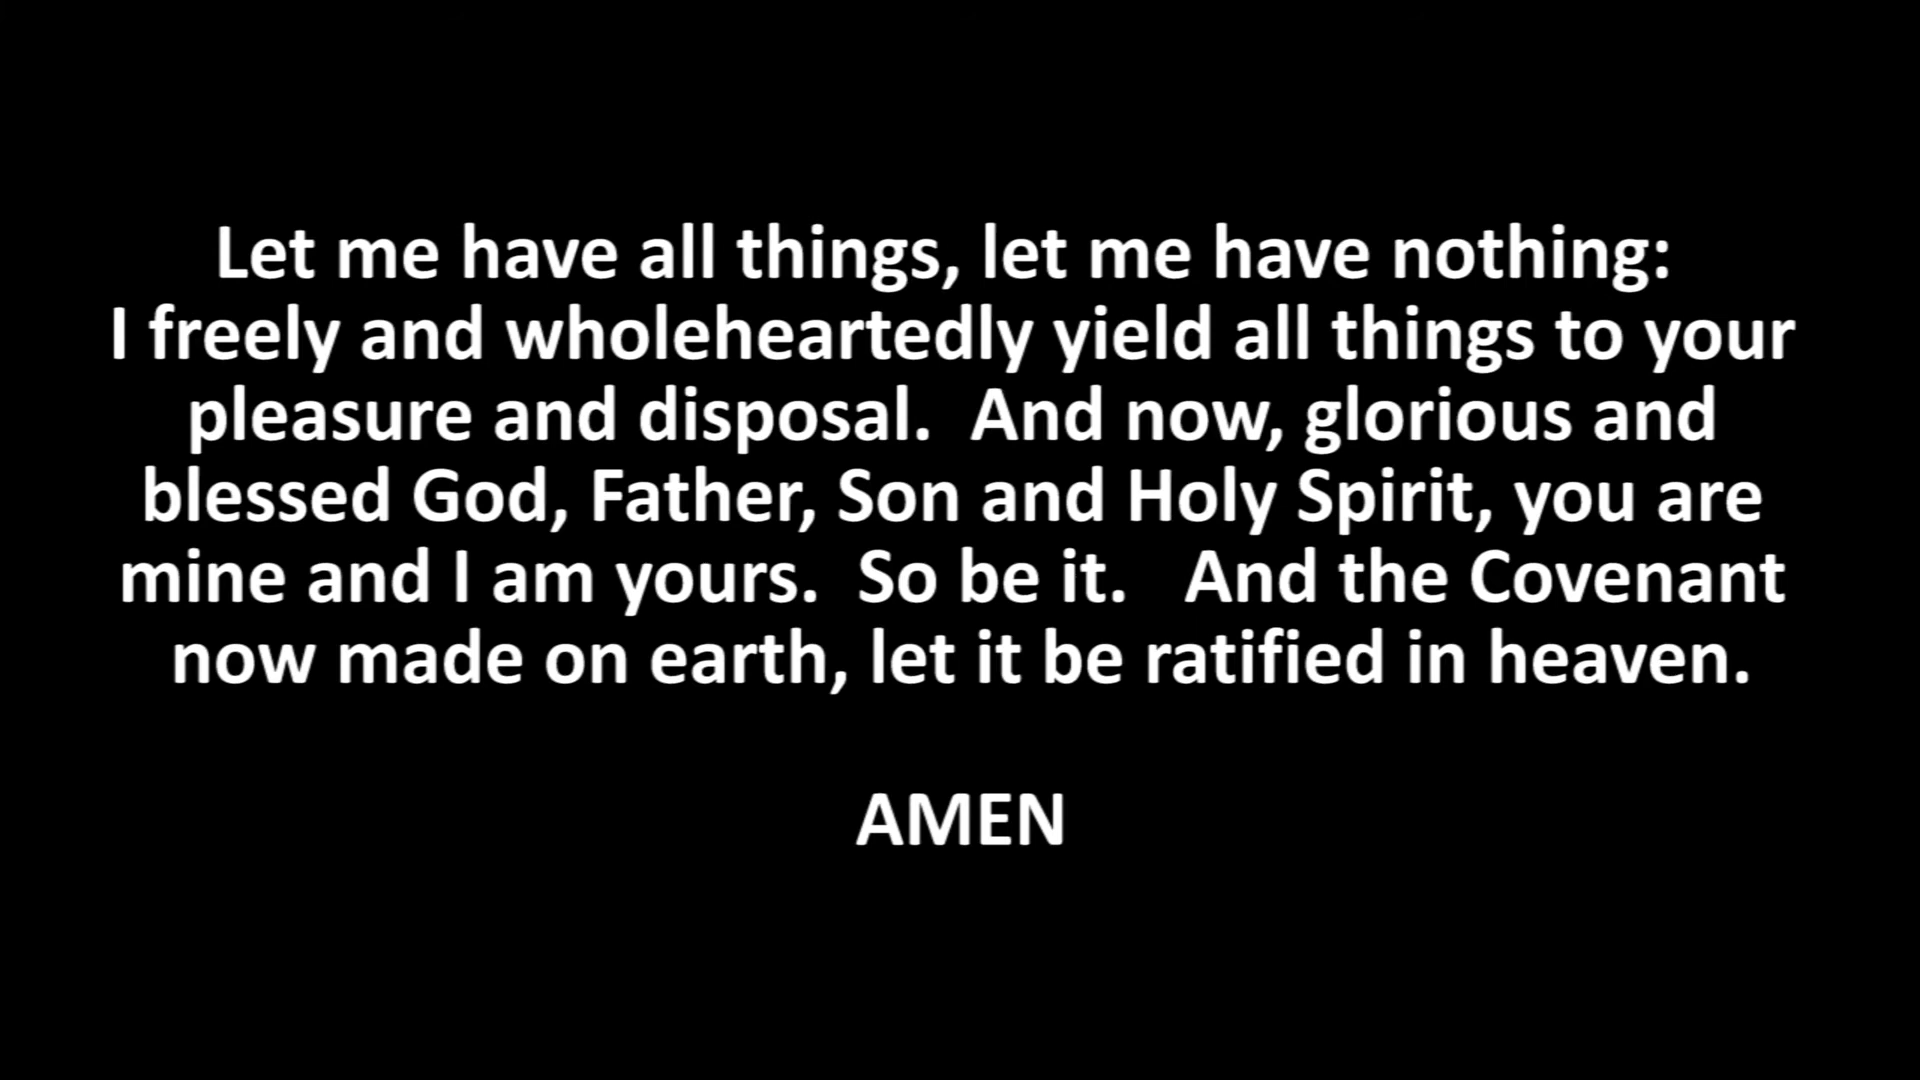 Let me have all things, let me have nothing:
I freely and wholeheartedly yield all things to your
pleasure and disposal.  And now, glorious and
blessed God, Father, Son and Holy Spirit, you are
mine and I am yours.  So be it.   And the Covenant
now made on earth, let it be ratified in heaven.
AMEN